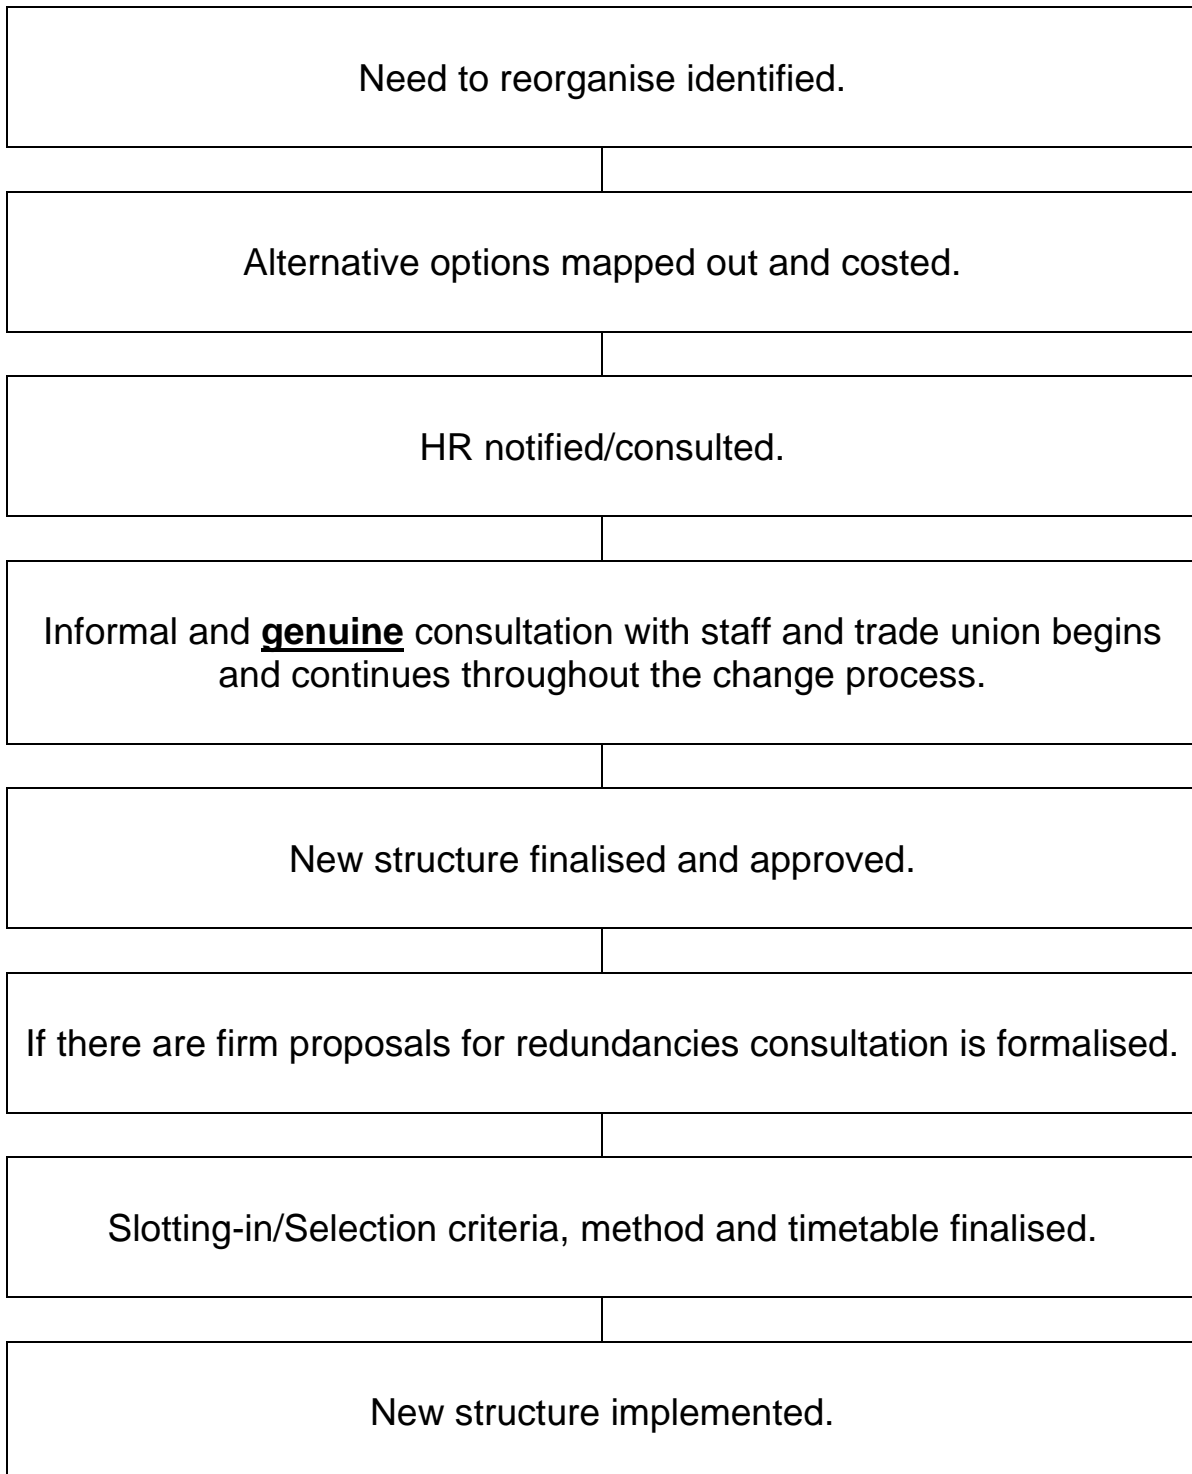 Need to reorganise identified.
Alternative options mapped out and costed.
HR notified/consulted.
Informal and genuine consultation with staff and trade union begins
and continues throughout the change process.
New structure finalised and approved.
If there are firm proposals for redundancies consultation is formalised.
Slotting-in/Selection criteria, method and timetable finalised.
New structure implemented.